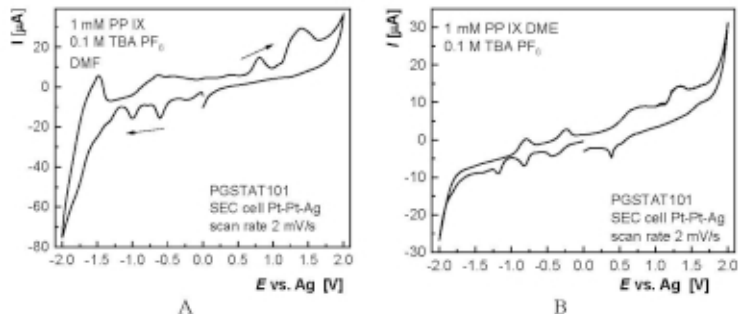 I [μA]
1 mM PP IX
0.1 M TBA PF6
DMF
20
0
-20
-40
-60
-80
PGSTAT101
SEC cell Pt-Pt-Ag
scan rate 2 mV/s
-2.0 -1.5 -1.0 -0.5 0.0 0.5 1.0 1.5 2.0
E vs. Ag [V]
A
I [μA]
1 mM PP IX DME
0.1 M TBA PF6
30
20
10
0
-10
-20
-30
PGSTAT101
SEC cell Pt-Pt-Ag
scan rate 2 mV/s
-2.0 -1.5 -1.0 -0.5 0.0 0.5 1.0 1.5 2.0
E vs. Ag [V]
B